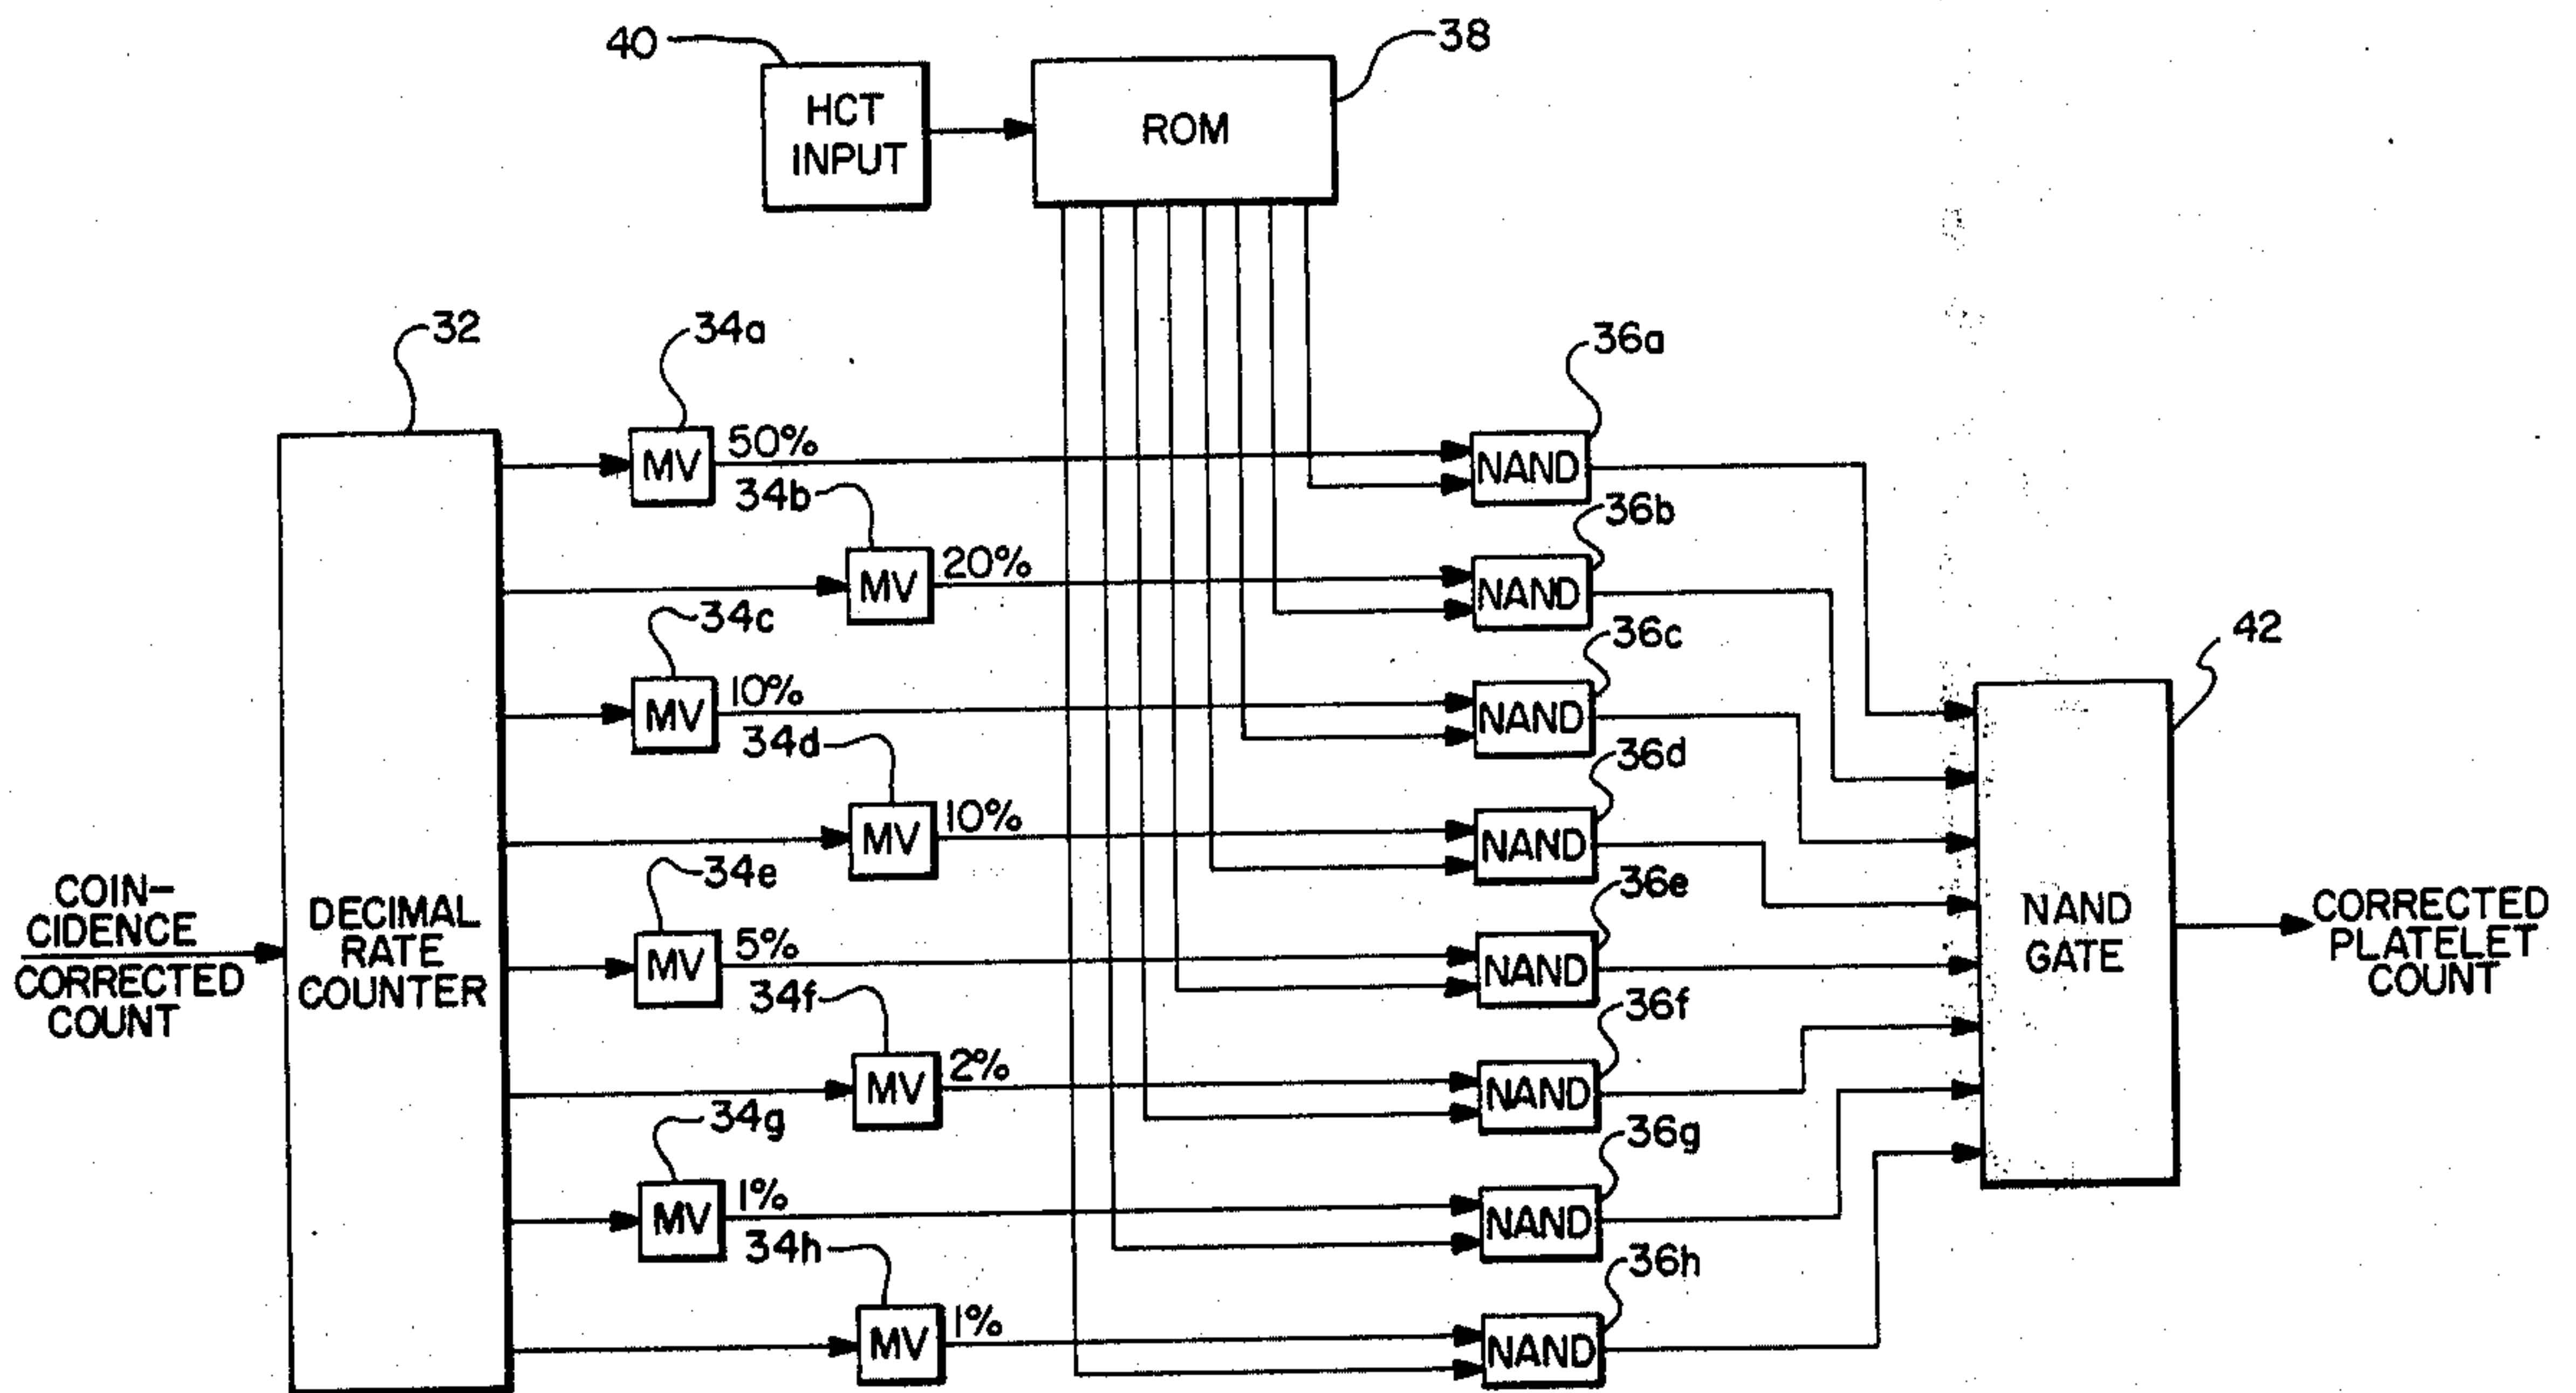 40
38
HCT
INPUT
ROM
32
34a
36a
MV
50%
NAND
34b
36b
MV
20%
NAND
34c
36c
42
MV
10%
NAND
34d
36d
MV
10%
NAND
34e
36e
COIN-
CIDENCE
CORRECTED
COUNT
DECIMAL
RATE
COUNTER
MV
5%
NAND
NAND
GATE
CORRECTED
PLATELET
COUNT
34f
36f
MV
2%
NAND
34g
36g
MV
1%
NAND
34h
36h
MV
1%
NAND